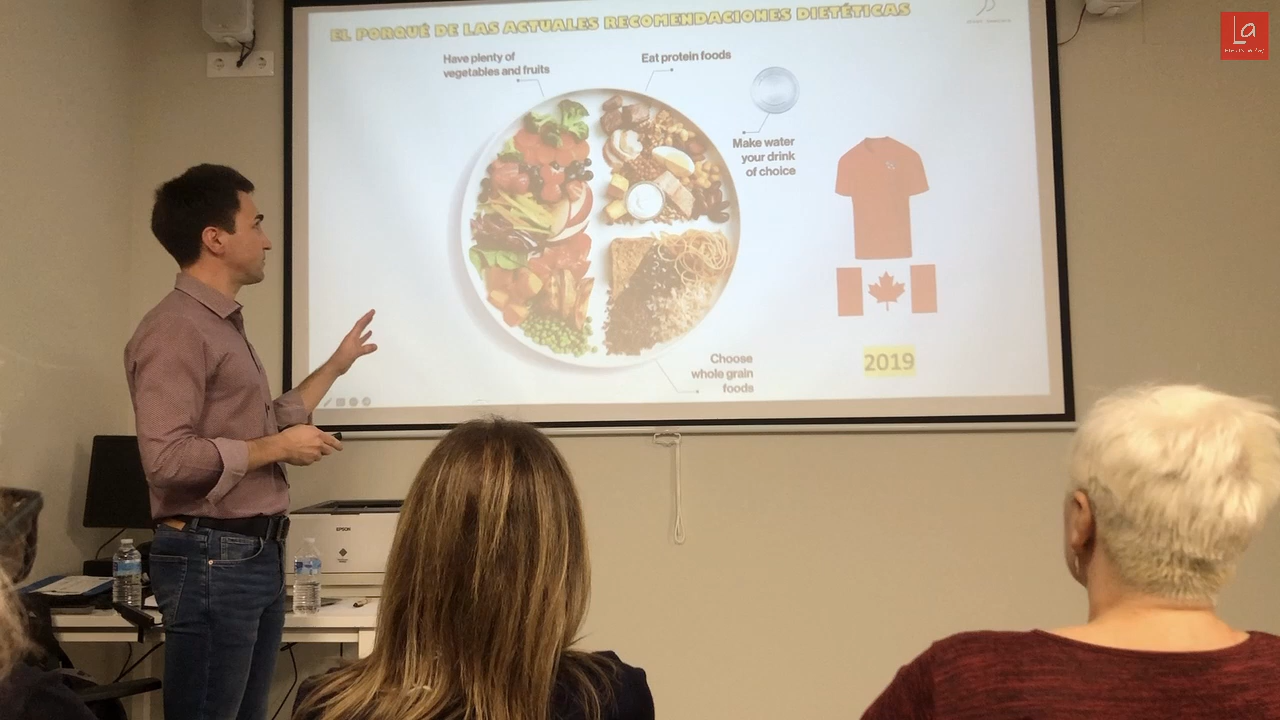 EL PORQUÉ DE LAS ACTUALES RECOMENDACIONES DIETÉTICAS
Have plenty of
vegetables and fruits
Eat protein foods
Make water
your drink
of choice
Choose
whole grain
foods
2019
EPSON
La